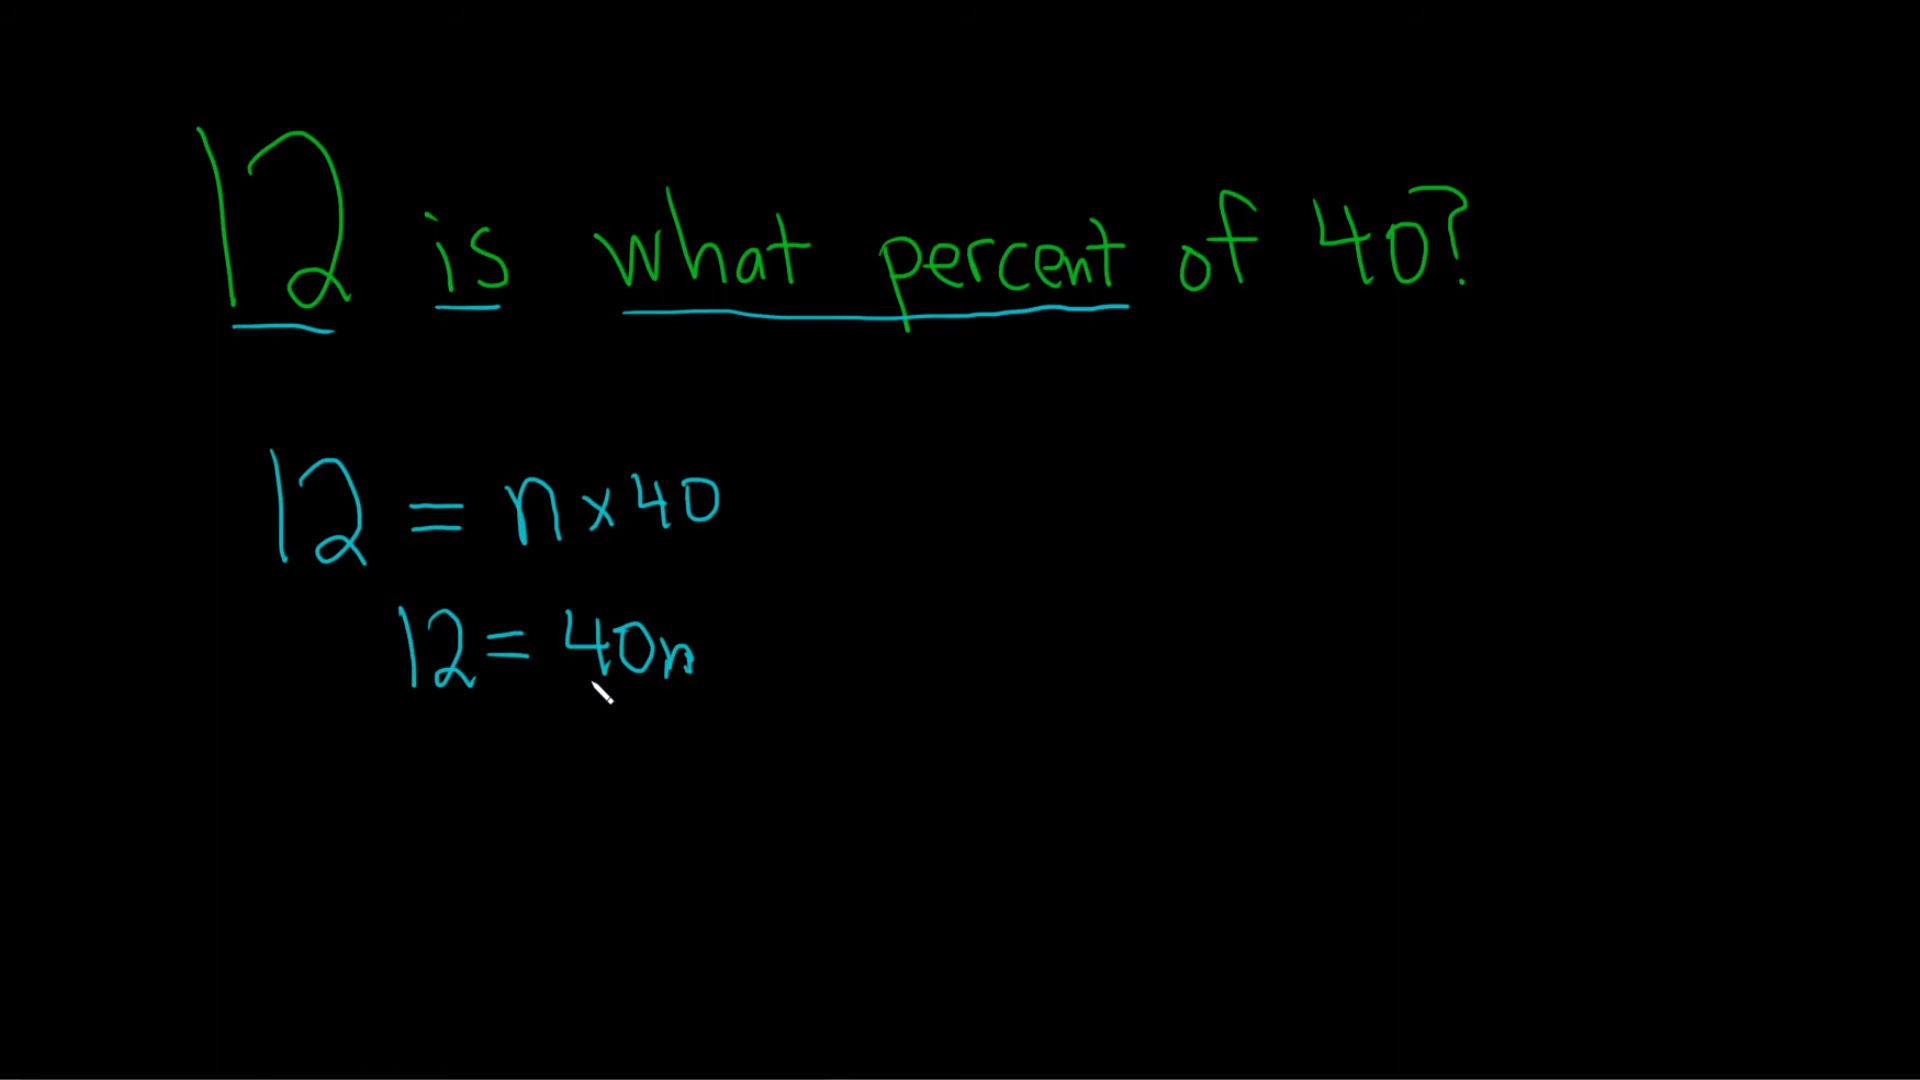 12 is what percent of 40?
12 = n x 40
12 = 40n